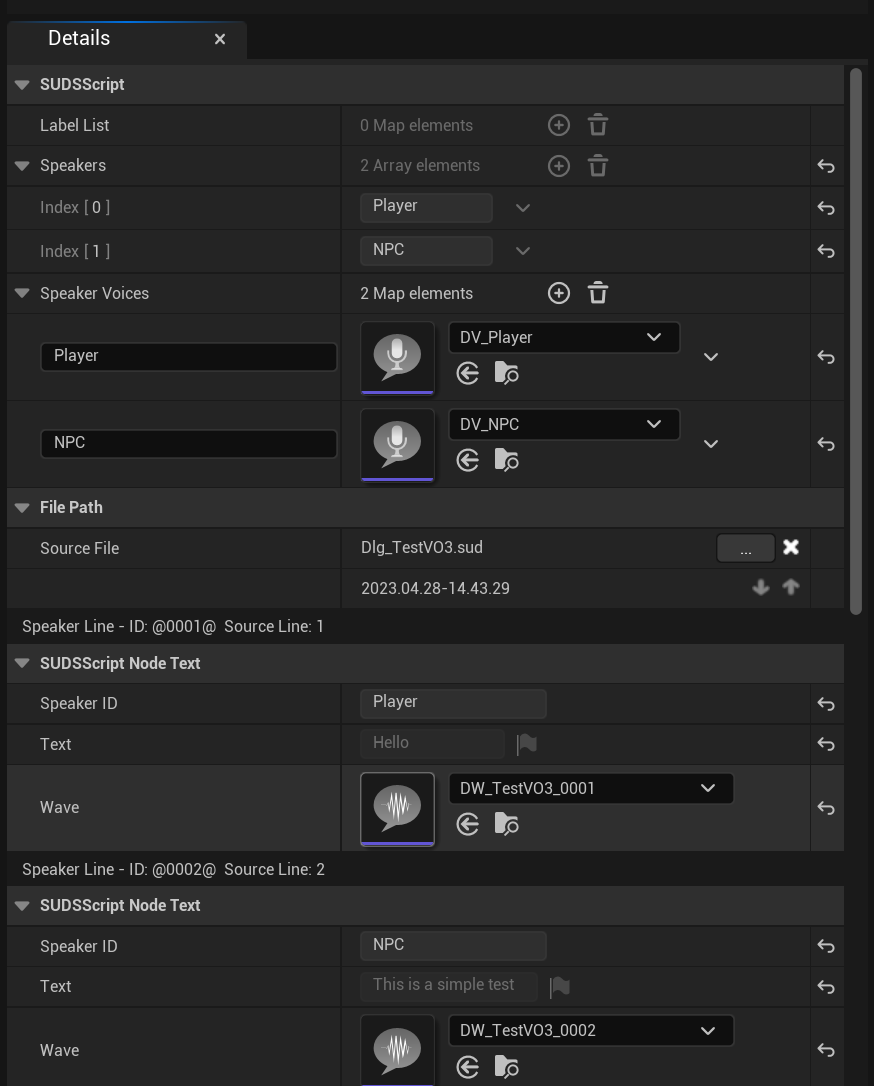 Details
SUDSScript
Label List 0 Map elements
Speakers 2 Array elements
Index [ 0 ] Player
Index [ 1 ] NPC
Speaker Voices 2 Map elements
Player DV_Player
NPC DV_NPC
File Path
Source File Dlg_TestVO3.sud ...
2023.04.28-14.43.29
Speaker Line - ID: @0001@ Source Line: 1
SUDSScript Node Text
Speaker ID Player
Text Hello
Wave DW_TestVO3_0001
Speaker Line - ID: @0002@ Source Line: 2
SUDSScript Node Text
Speaker ID NPC
Text This is a simple test
Wave DW_TestVO3_0002